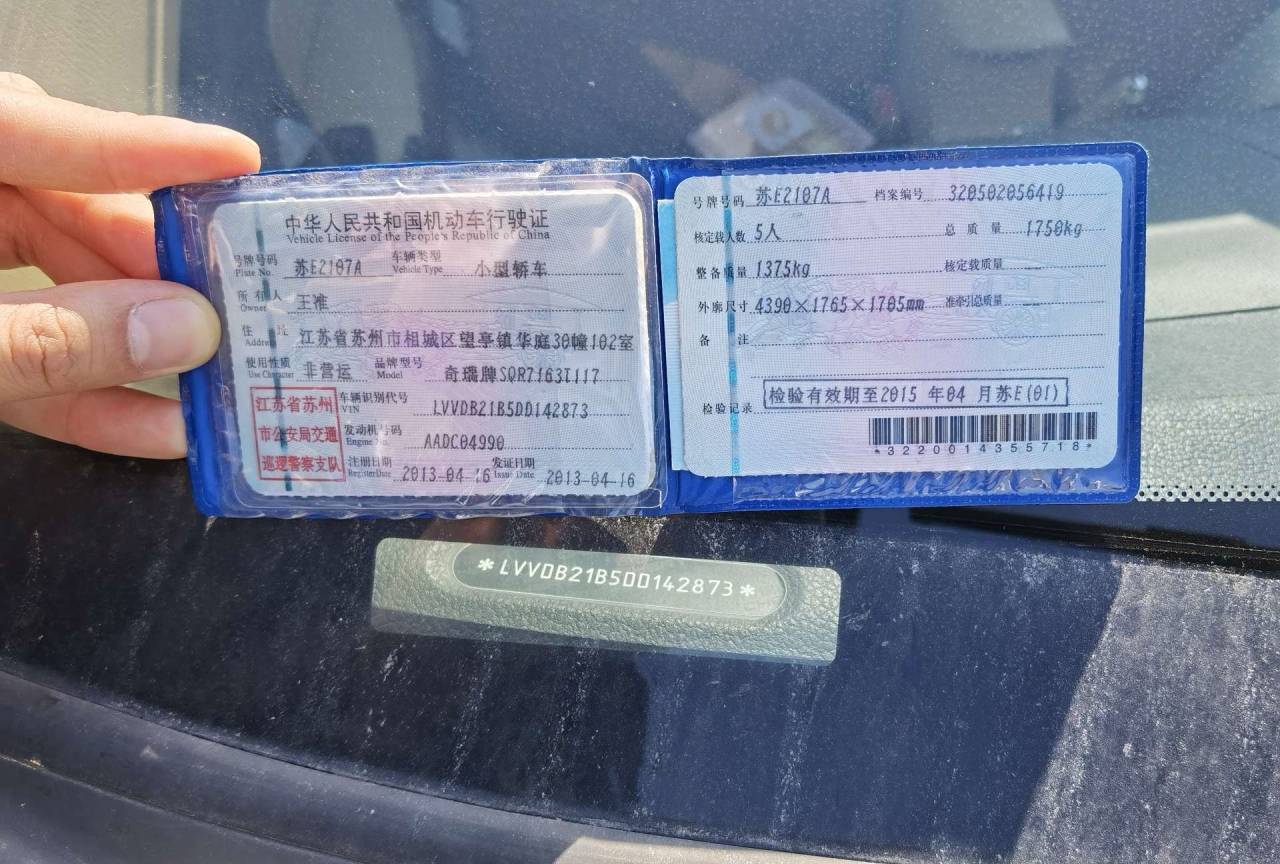 中华人民共和国机动车行驶证
Vehicle License of the People's Republic of China
号牌号码 苏E2107A 车辆类型 小型轿车
Plate No. Vehicle Type
所有人 王准
Owner
住址 江苏省苏州市相城区望亭镇华庭30幢102室
Address
使用性质 非营运 品牌型号 奇瑞牌SQR7163T117
Use Character Model
江苏省苏州
市公安局交通
巡逻警察支队
车辆识别代号 LVVDB21B5DD142873
VIN
发动机号码 AADC04990
Engine No.
注册日期 2013-04-16 发证日期 2013-04-16
Register Date Issue Date
号牌号码 苏E2107A 档案编号 320502056419
核定载人数 5人 总质量 1750kg
整备质量 1375kg 核定载质量
外廓尺寸 4390×1765×1705mm 准牵引总质量
备注
检验记录 检验有效期至2015年04月苏E(01)
*3220014355718*
*LVVDB21B5DD142873*